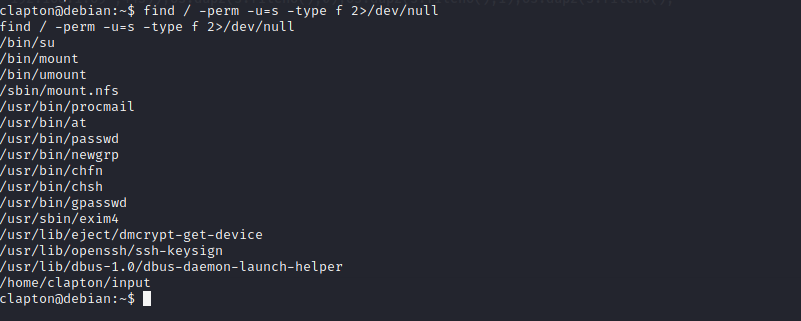 clapton@debian:~$ find / -perm -u=s -type f 2>/dev/null
find / -perm -u=s -type f 2>/dev/null
/bin/su
/bin/mount
/bin/umount
/sbin/mount.nfs
/usr/bin/procmail
/usr/bin/at
/usr/bin/passwd
/usr/bin/newgrp
/usr/bin/chfn
/usr/bin/chsh
/usr/bin/gpasswd
/usr/sbin/exim4
/usr/lib/eject/dmcrypt-get-device
/usr/lib/openssh/ssh-keysign
/usr/lib/dbus-1.0/dbus-daemon-launch-helper
/home/clapton/input
clapton@debian:~$